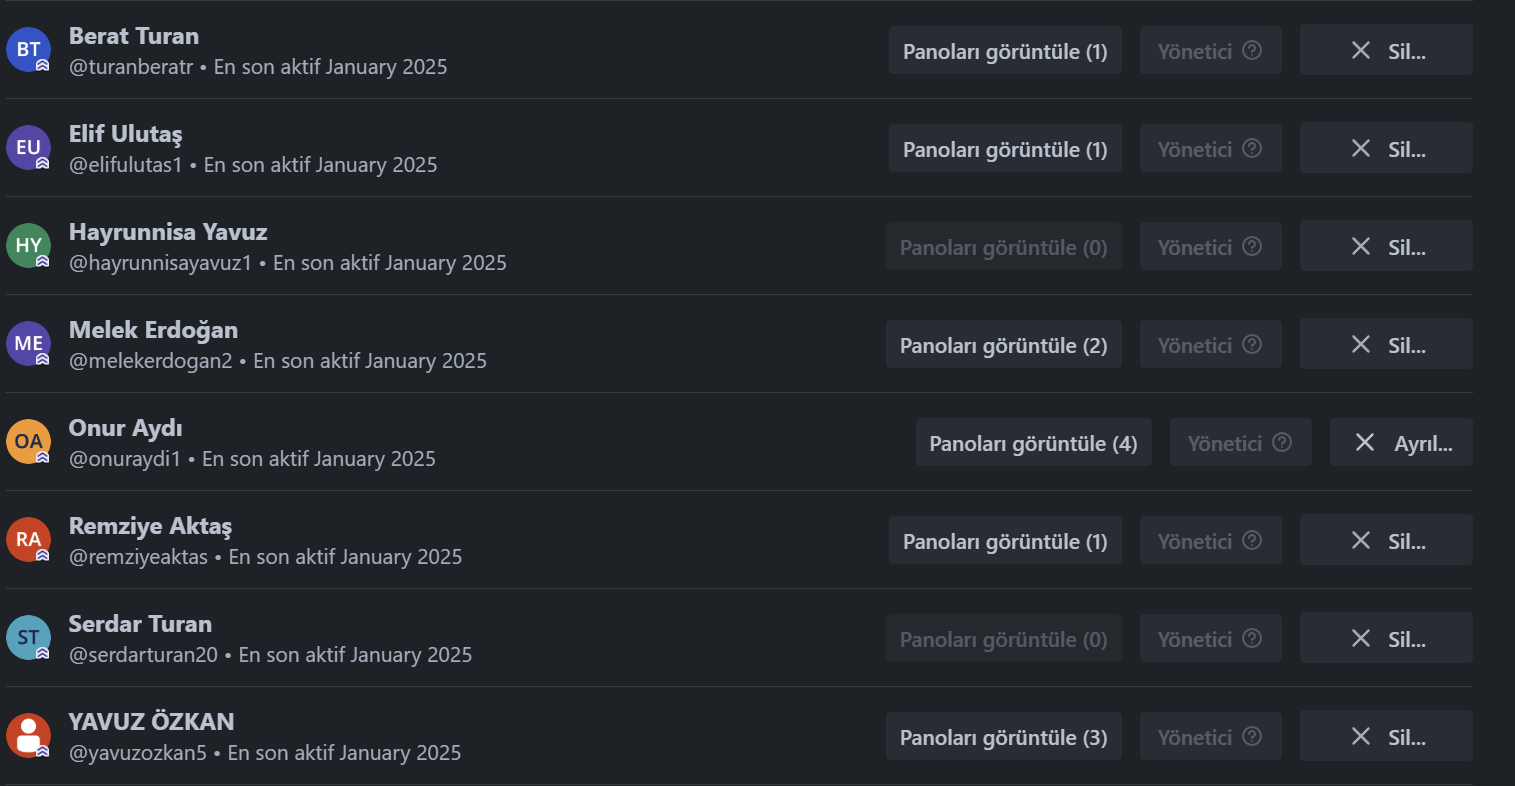 BT
Berat Turan
@turanberatr • En son aktif January 2025
Panoları görüntüle (1)
Yönetici
Sil...
EU
Elif Ulutaş
@elifulutas1 • En son aktif January 2025
Panoları görüntüle (1)
Yönetici
Sil...
HY
Hayrunnisa Yavuz
@hayrunnisayavuz1 • En son aktif January 2025
Panoları görüntüle (0)
Yönetici
Sil...
ME
Melek Erdoğan
@melekerdogan2 • En son aktif January 2025
Panoları görüntüle (2)
Yönetici
Sil...
OA
Onur Aydı
@onuraydi1 • En son aktif January 2025
Panoları görüntüle (4)
Yönetici
Ayrıl...
RA
Remziye Aktaş
@remziyeaktas • En son aktif January 2025
Panoları görüntüle (1)
Yönetici
Sil...
ST
Serdar Turan
@serdarturan20 • En son aktif January 2025
Panoları görüntüle (0)
Yönetici
Sil...
YAVUZ ÖZKAN
@yavuzozkan5 • En son aktif January 2025
Panoları görüntüle (3)
Yönetici
Sil...